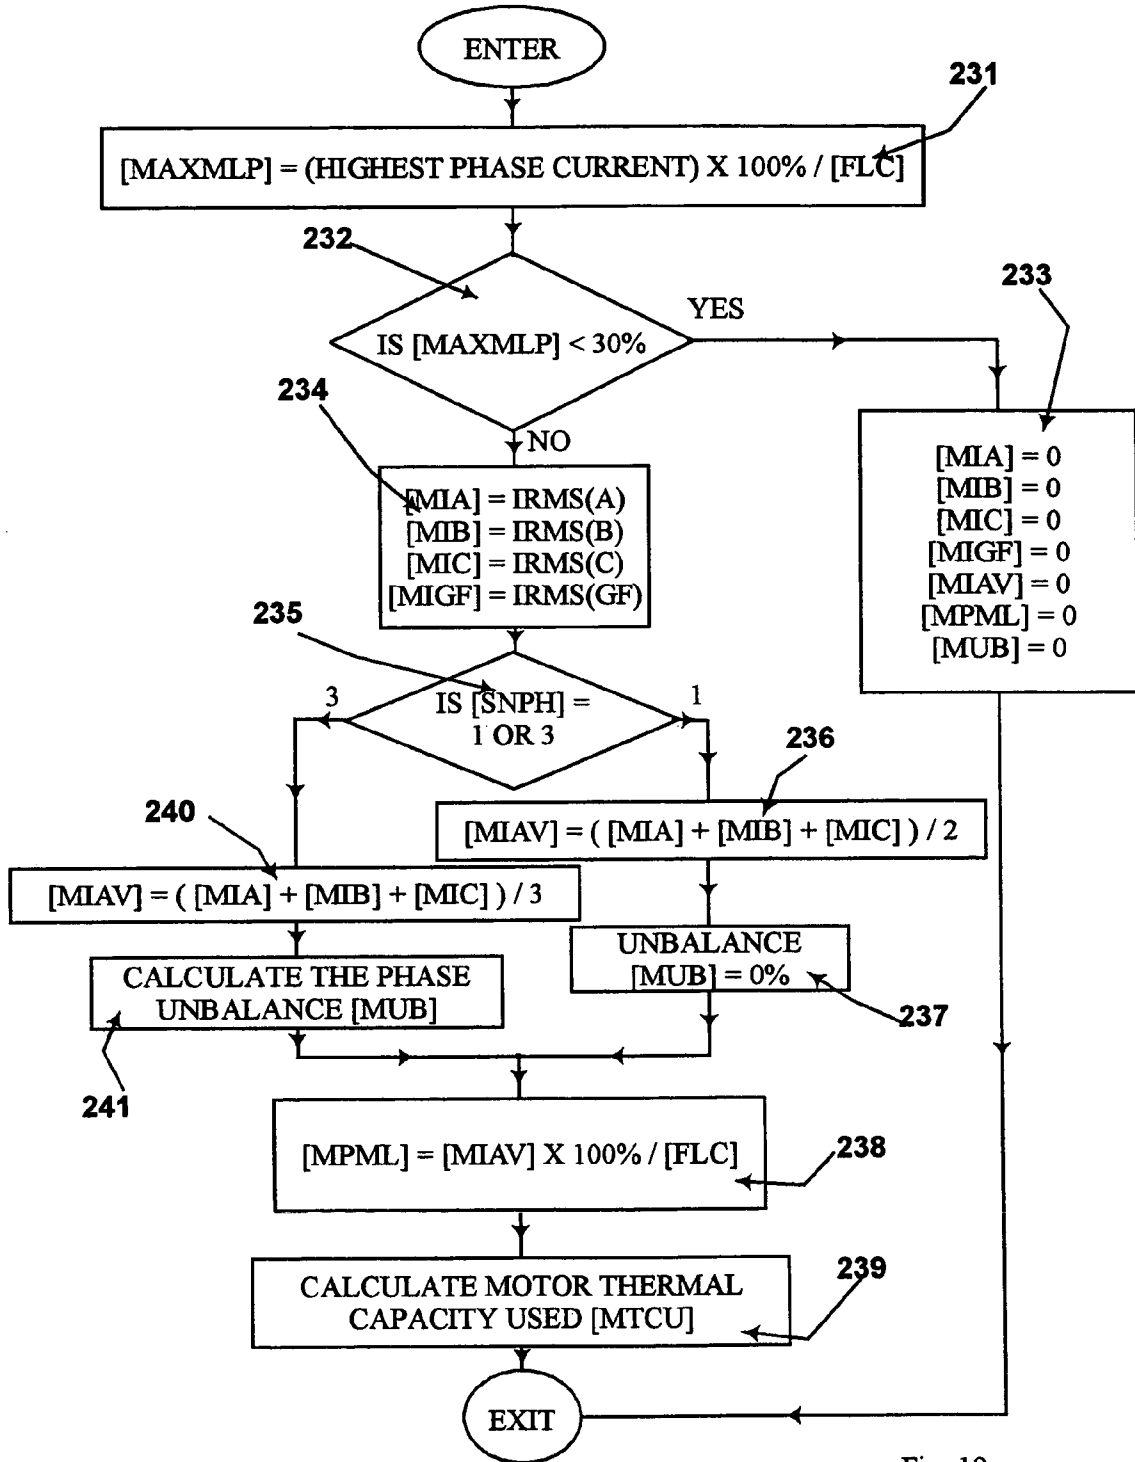 ENTER
231
[MAXMLP] = (HIGHEST PHASE CURRENT) X 100% / [FLC]
232
233
YES
IS [MAXMLP] < 30%
234
NO
[MIA] = 0
[MIB] = 0
[MIC] = 0
[MIGF] = 0
[MIAV] = 0
[MPML] = 0
[MUB] = 0
[MIA] = IRMS(A)
[MIB] = IRMS(B)
[MIC] = IRMS(C)
[MIGF] = IRMS(GF)
235
3
IS [SNPH] =
1 OR 3
1
236
240
[MIAV] = ( [MIA] + [MIB] + [MIC] ) / 2
[MIAV] = ( [MIA] + [MIB] + [MIC] ) / 3
UNBALANCE
[MUB] = 0%
CALCULATE THE PHASE
UNBALANCE [MUB]
237
241
[MPML] = [MIAV] X 100% / [FLC]
238
239
CALCULATE MOTOR THERMAL
CAPACITY USED [MTCU]
EXIT